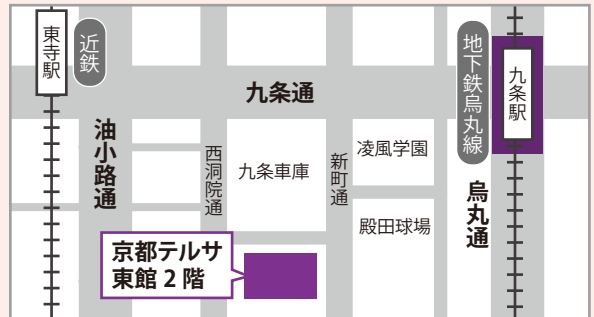 東寺駅
近鉄
九条通
地下鉄烏丸線
九条駅
油小路通
西洞院通
九条車庫
新町通
凌風学園
烏丸通
殿田球場
京都テルサ
東館 2 階